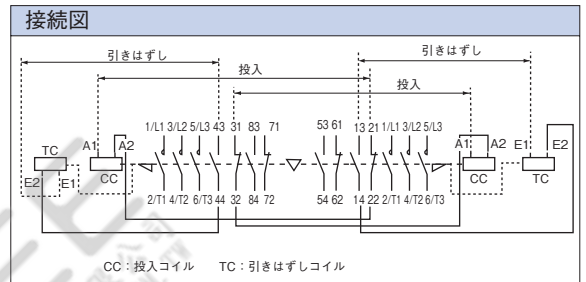 接続図
引きはずし
引きはずし
投入
投入
1/L1 3/L2 5/L3 43 31 83 71
53 61 13 21 1/L1 3/L2 5/L3
TC A1 A2
A1 A2 E1 E2
E2 E1 CC
CC TC
2/T1 4/T2 6/T3 44 32 84 72
54 62 14 22 2/T1 4/T2 6/T3
CC：投入コイル TC：引きはずしコイル